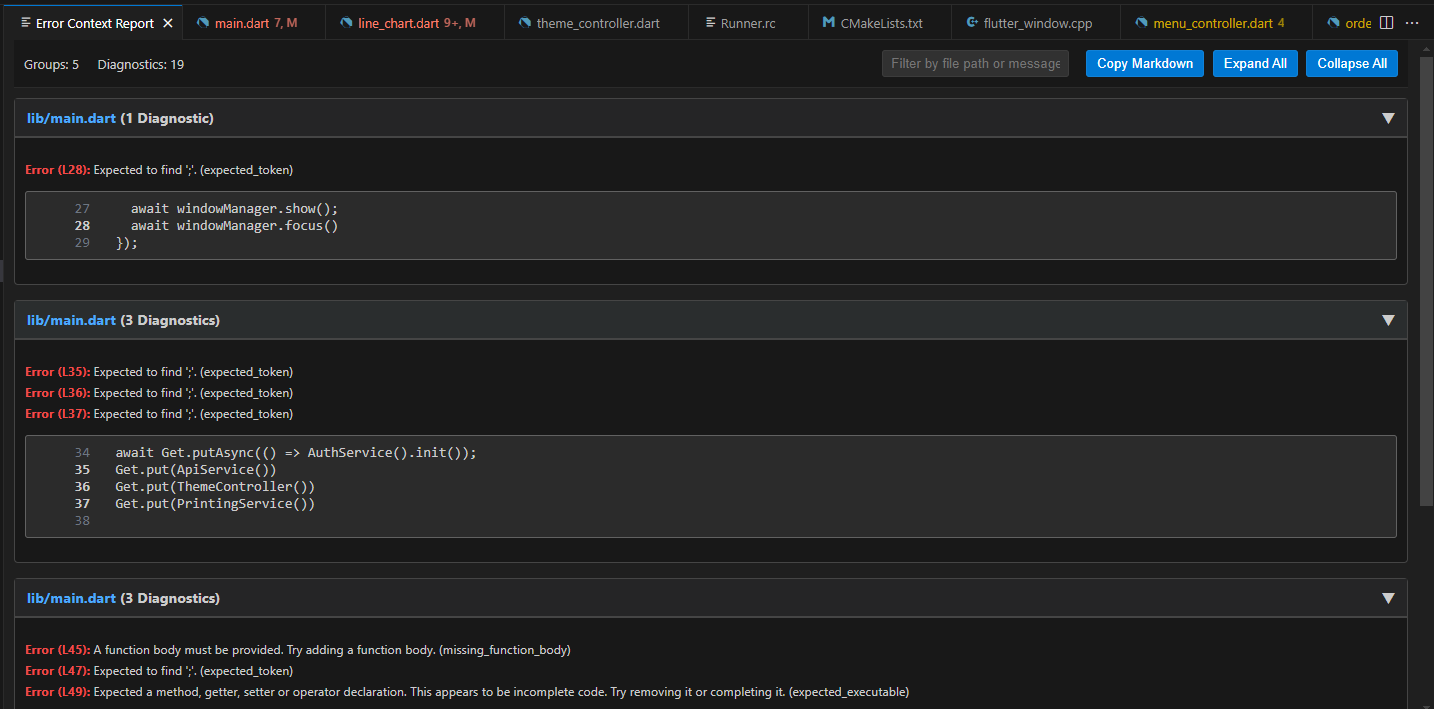 Error Context Report main.dart 7, M line_chart.dart 9+, M theme_controller.dart Runner.rc CMakeLists.txt flutter_window.cpp menu_controller.dart 4 orde
Groups: 5 Diagnostics: 19 Filter by file path or message Copy Markdown Expand All Collapse All
lib/main.dart (1 Diagnostic)
Error (L28): Expected to find ';'. (expected_token)
27 await windowManager.show();
28 await windowManager.focus()
29 });
lib/main.dart (3 Diagnostics)
Error (L35): Expected to find ';'. (expected_token)
Error (L36): Expected to find ';'. (expected_token)
Error (L37): Expected to find ';'. (expected_token)
34 await Get.putAsync(() => AuthService().init());
35 Get.put(ApiService())
36 Get.put(ThemeController())
37 Get.put(PrintingService())
38
lib/main.dart (3 Diagnostics)
Error (L45): A function body must be provided. Try adding a function body. (missing_function_body)
Error (L47): Expected to find ';'. (expected_token)
Error (L49): Expected a method, getter, setter or operator declaration. This appears to be incomplete code. Try removing it or completing it. (expected_executable)